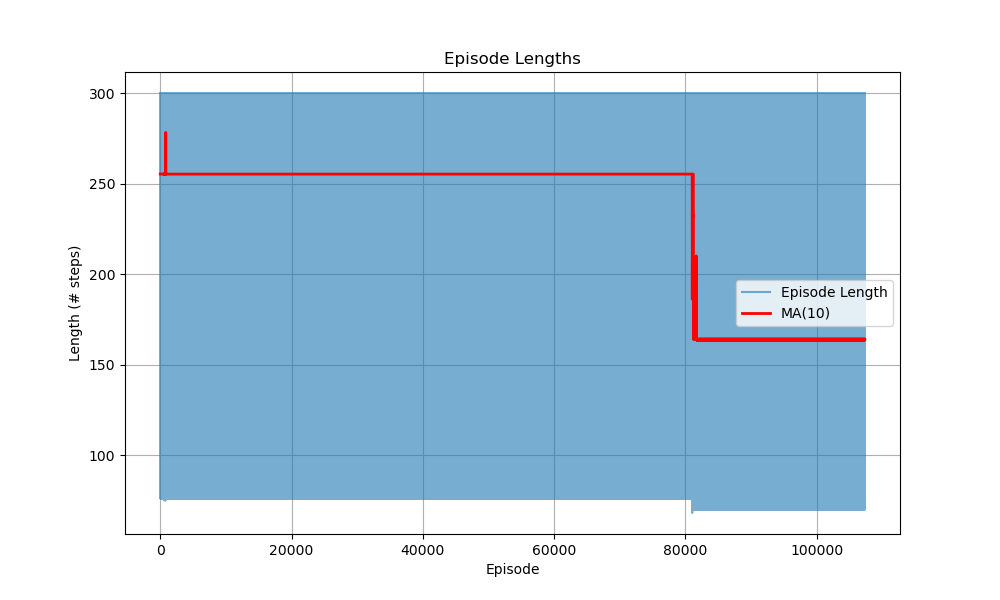 Episode Lengths
300
250
200
150
100
Length (# steps)
Episode Length
MA(10)
0
20000
40000
60000
80000
100000
Episode